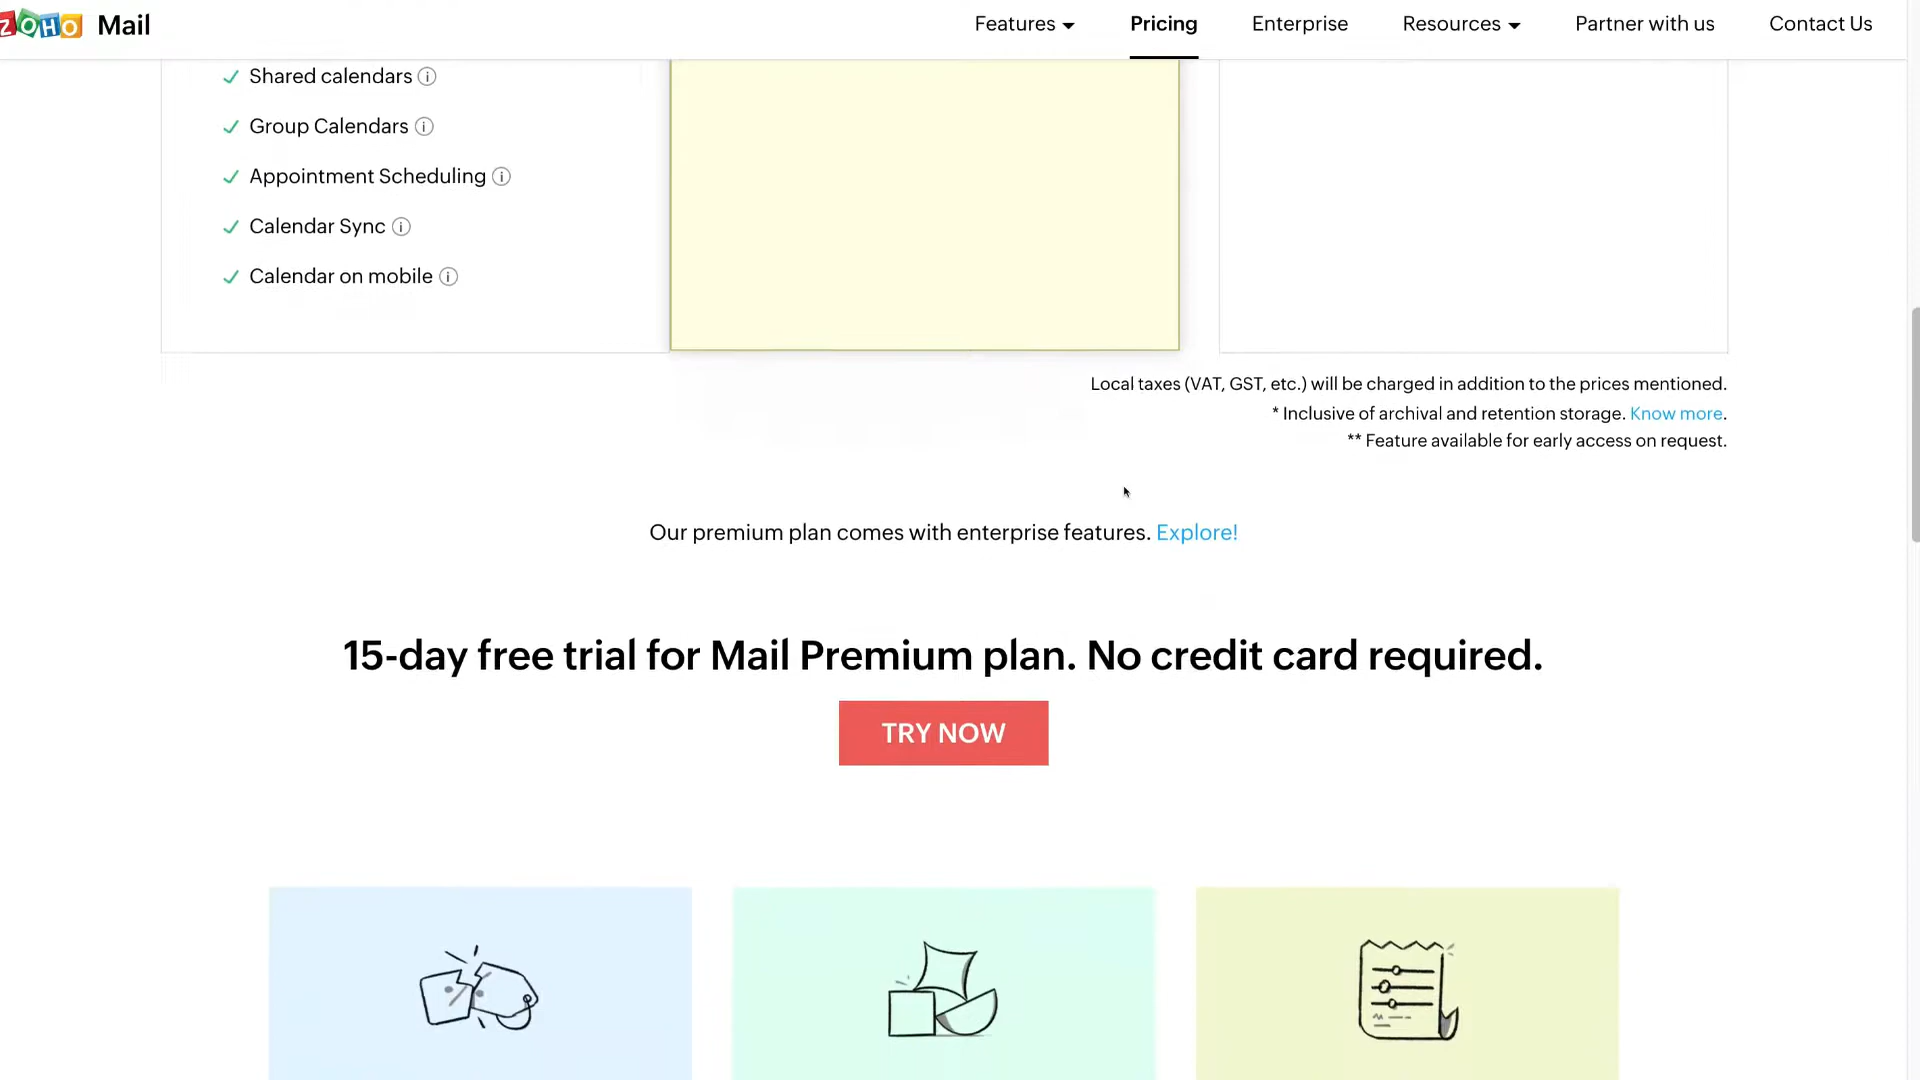 ZOHO Mail
Features Pricing Enterprise Resources Partner with us Contact Us
Shared calendars
Group Calendars
Appointment Scheduling
Calendar Sync
Calendar on mobile
Local taxes (VAT, GST, etc.) will be charged in addition to the prices mentioned.
* Inclusive of archival and retention storage. Know more.
** Feature available for early access on request.
Our premium plan comes with enterprise features. Explore!
15-day free trial for Mail Premium plan. No credit card required.
TRY NOW